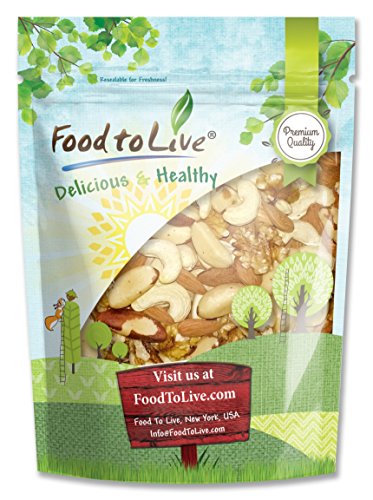 Resealable for Freshness!
Food to Live®
Delicious & Healthy
Premium
Quality
Visit us at
FoodToLive.com
Food To Live, New York, USA
Info@FoodToLive.com